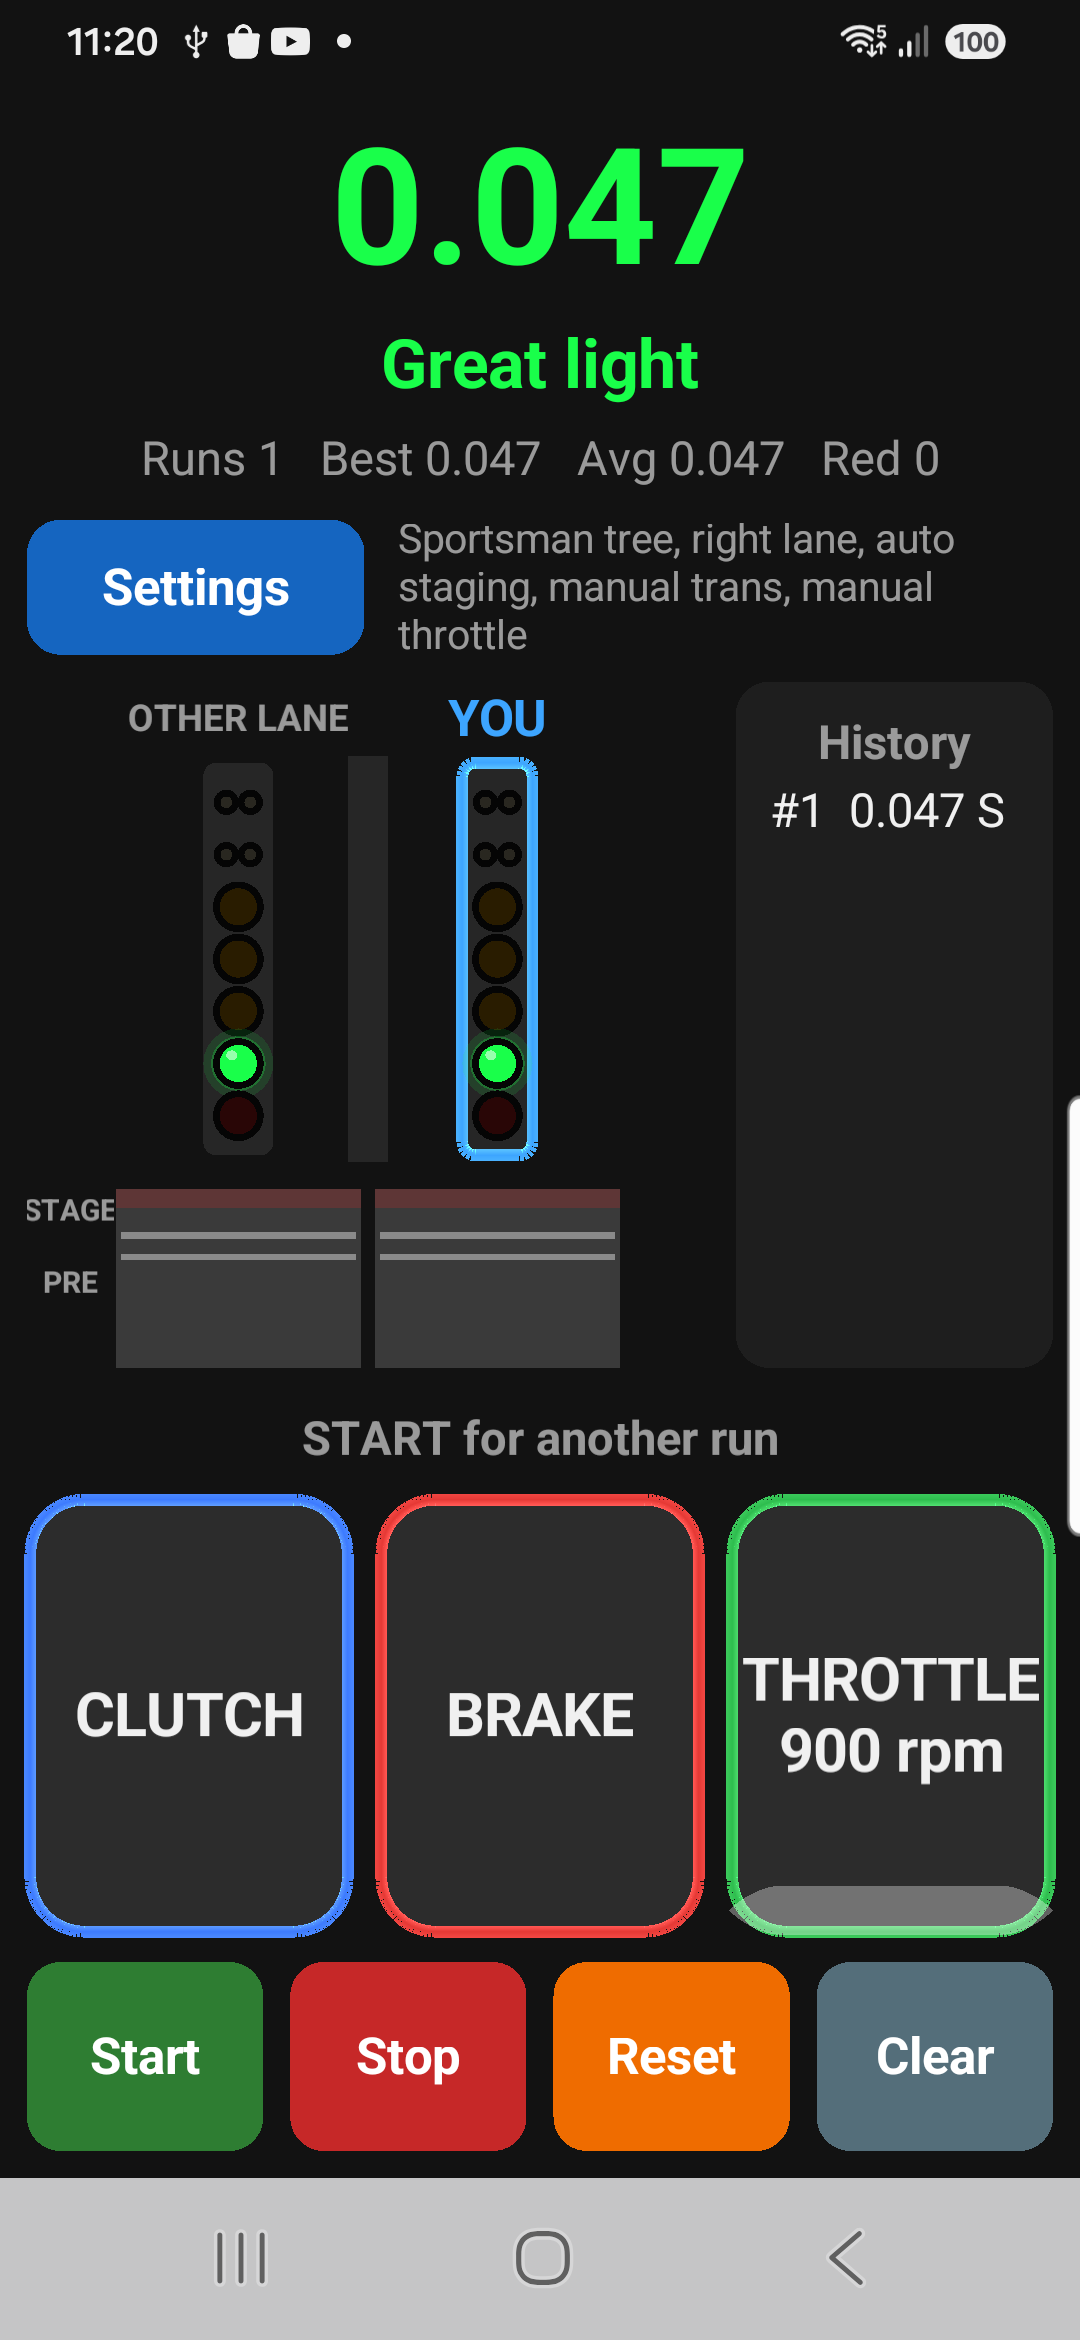 11:20
5
100
0.047
Great light
Runs 1 Best 0.047 Avg 0.047 Red 0
Settings
Sportsman tree, right lane, auto
staging, manual trans, manual
throttle
OTHER LANE
YOU
History
#1 0.047 S
STAGE
PRE
START for another run
CLUTCH
BRAKE
THROTTLE
900 rpm
Start
Stop
Reset
Clear